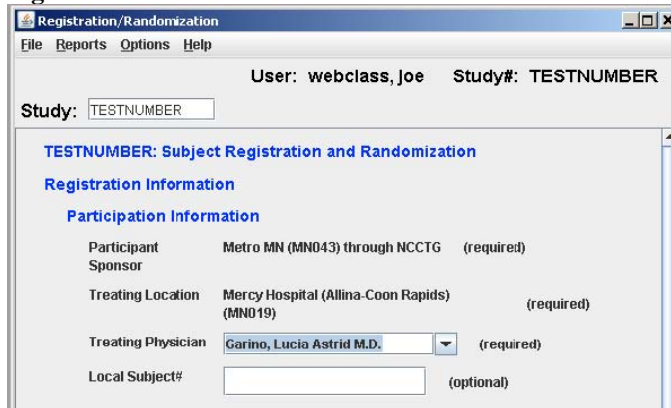 Registration/Randomization
File Reports Options Help
User: webclass, joe Study#: TESTNUMBER
Study: TESTNUMBER
TESTNUMBER: Subject Registration and Randomization
Registration Information
Participation Information
Participant Sponsor Metro MN (MN043) through NCCTG (required)
Treating Location Mercy Hospital (Allina-Coon Rapids) (MN019) (required)
Treating Physician Garino, Lucia Astrid M.D. (required)
Local Subject# (optional)